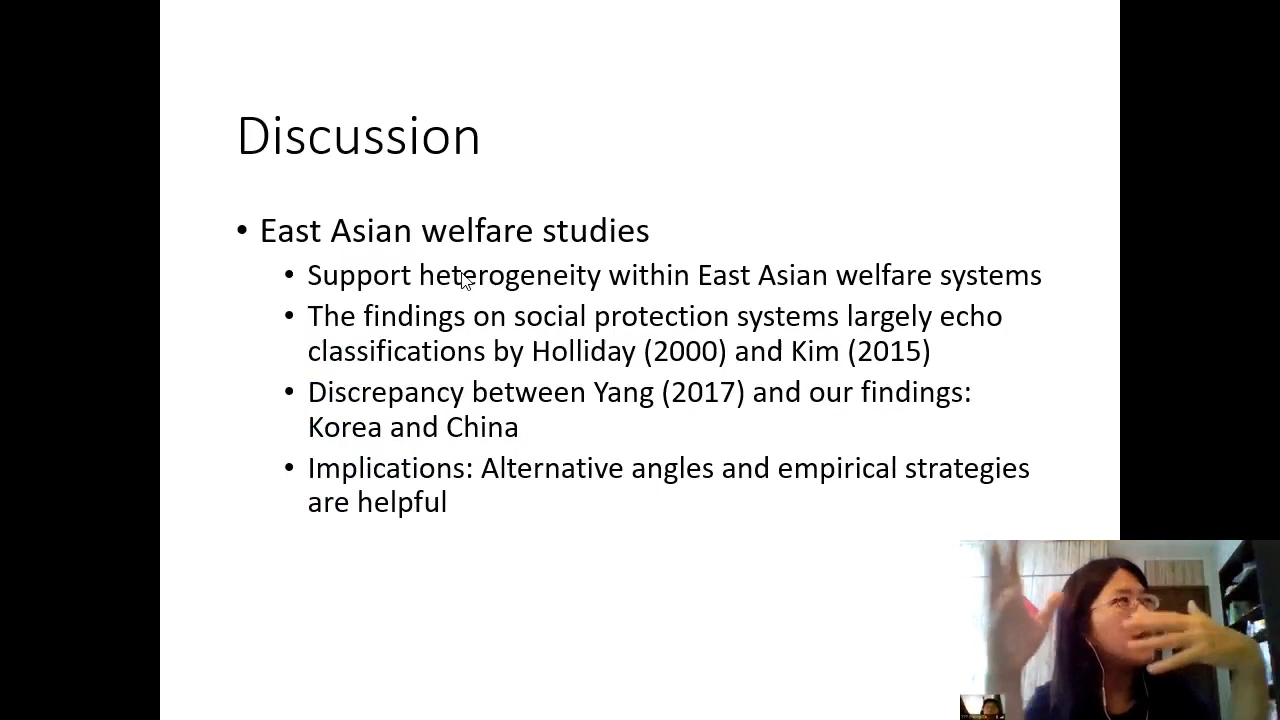 Discussion
• East Asian welfare studies
• Support heterogeneity within East Asian welfare systems
• The findings on social protection systems largely echo
classifications by Holliday (2000) and Kim (2015)
• Discrepancy between Yang (2017) and our findings:
Korea and China
• Implications: Alternative angles and empirical strategies
are helpful